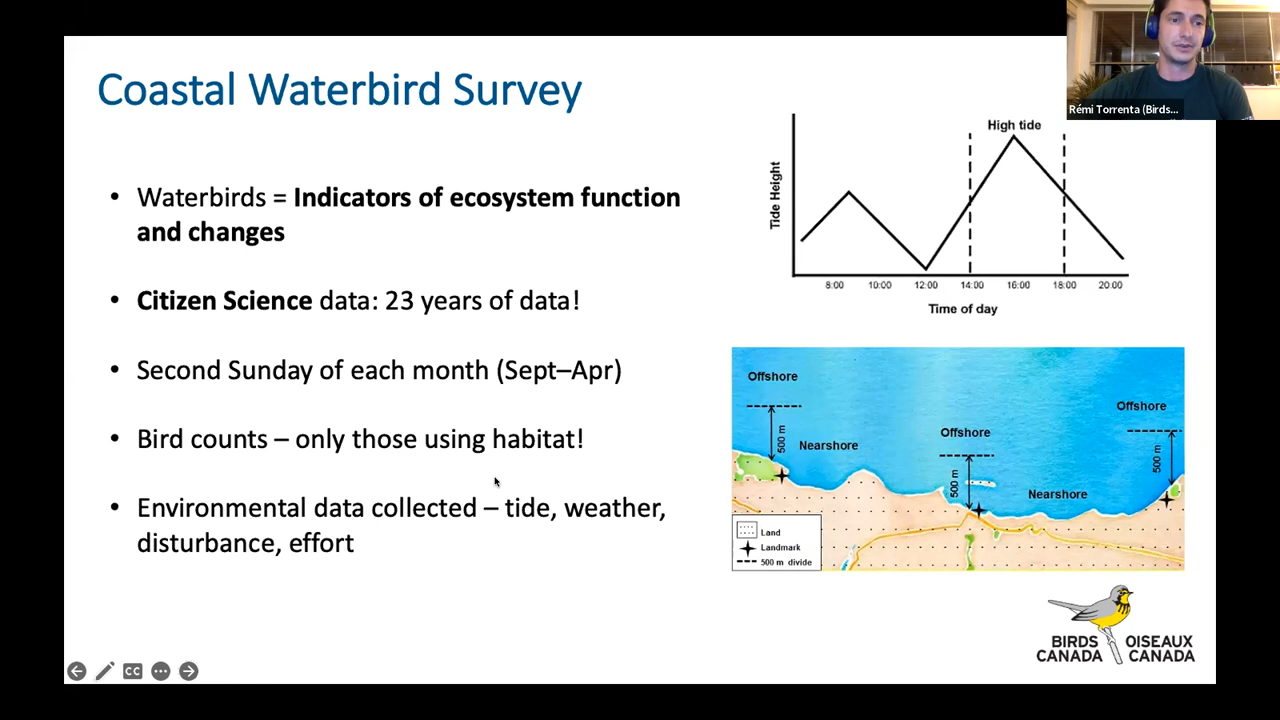 Coastal Waterbird Survey
• Waterbirds = Indicators of ecosystem function
and changes
• Citizen Science data: 23 years of data!
• Second Sunday of each month (Sept–Apr)
• Bird counts – only those using habitat!
• Environmental data collected – tide, weather,
disturbance, effort
Rémi Torrenta (Birds...
High tide
Tide Height
8:00 10:00 12:00 14:00 16:00 18:00 20:00
Time of day
Offshore
Offshore
Offshore
500 m
Nearshore
500 m
500 m
Nearshore
Land
Landmark
500 m divide
BIRDS CANADA
OISEAUX CANADA
CC